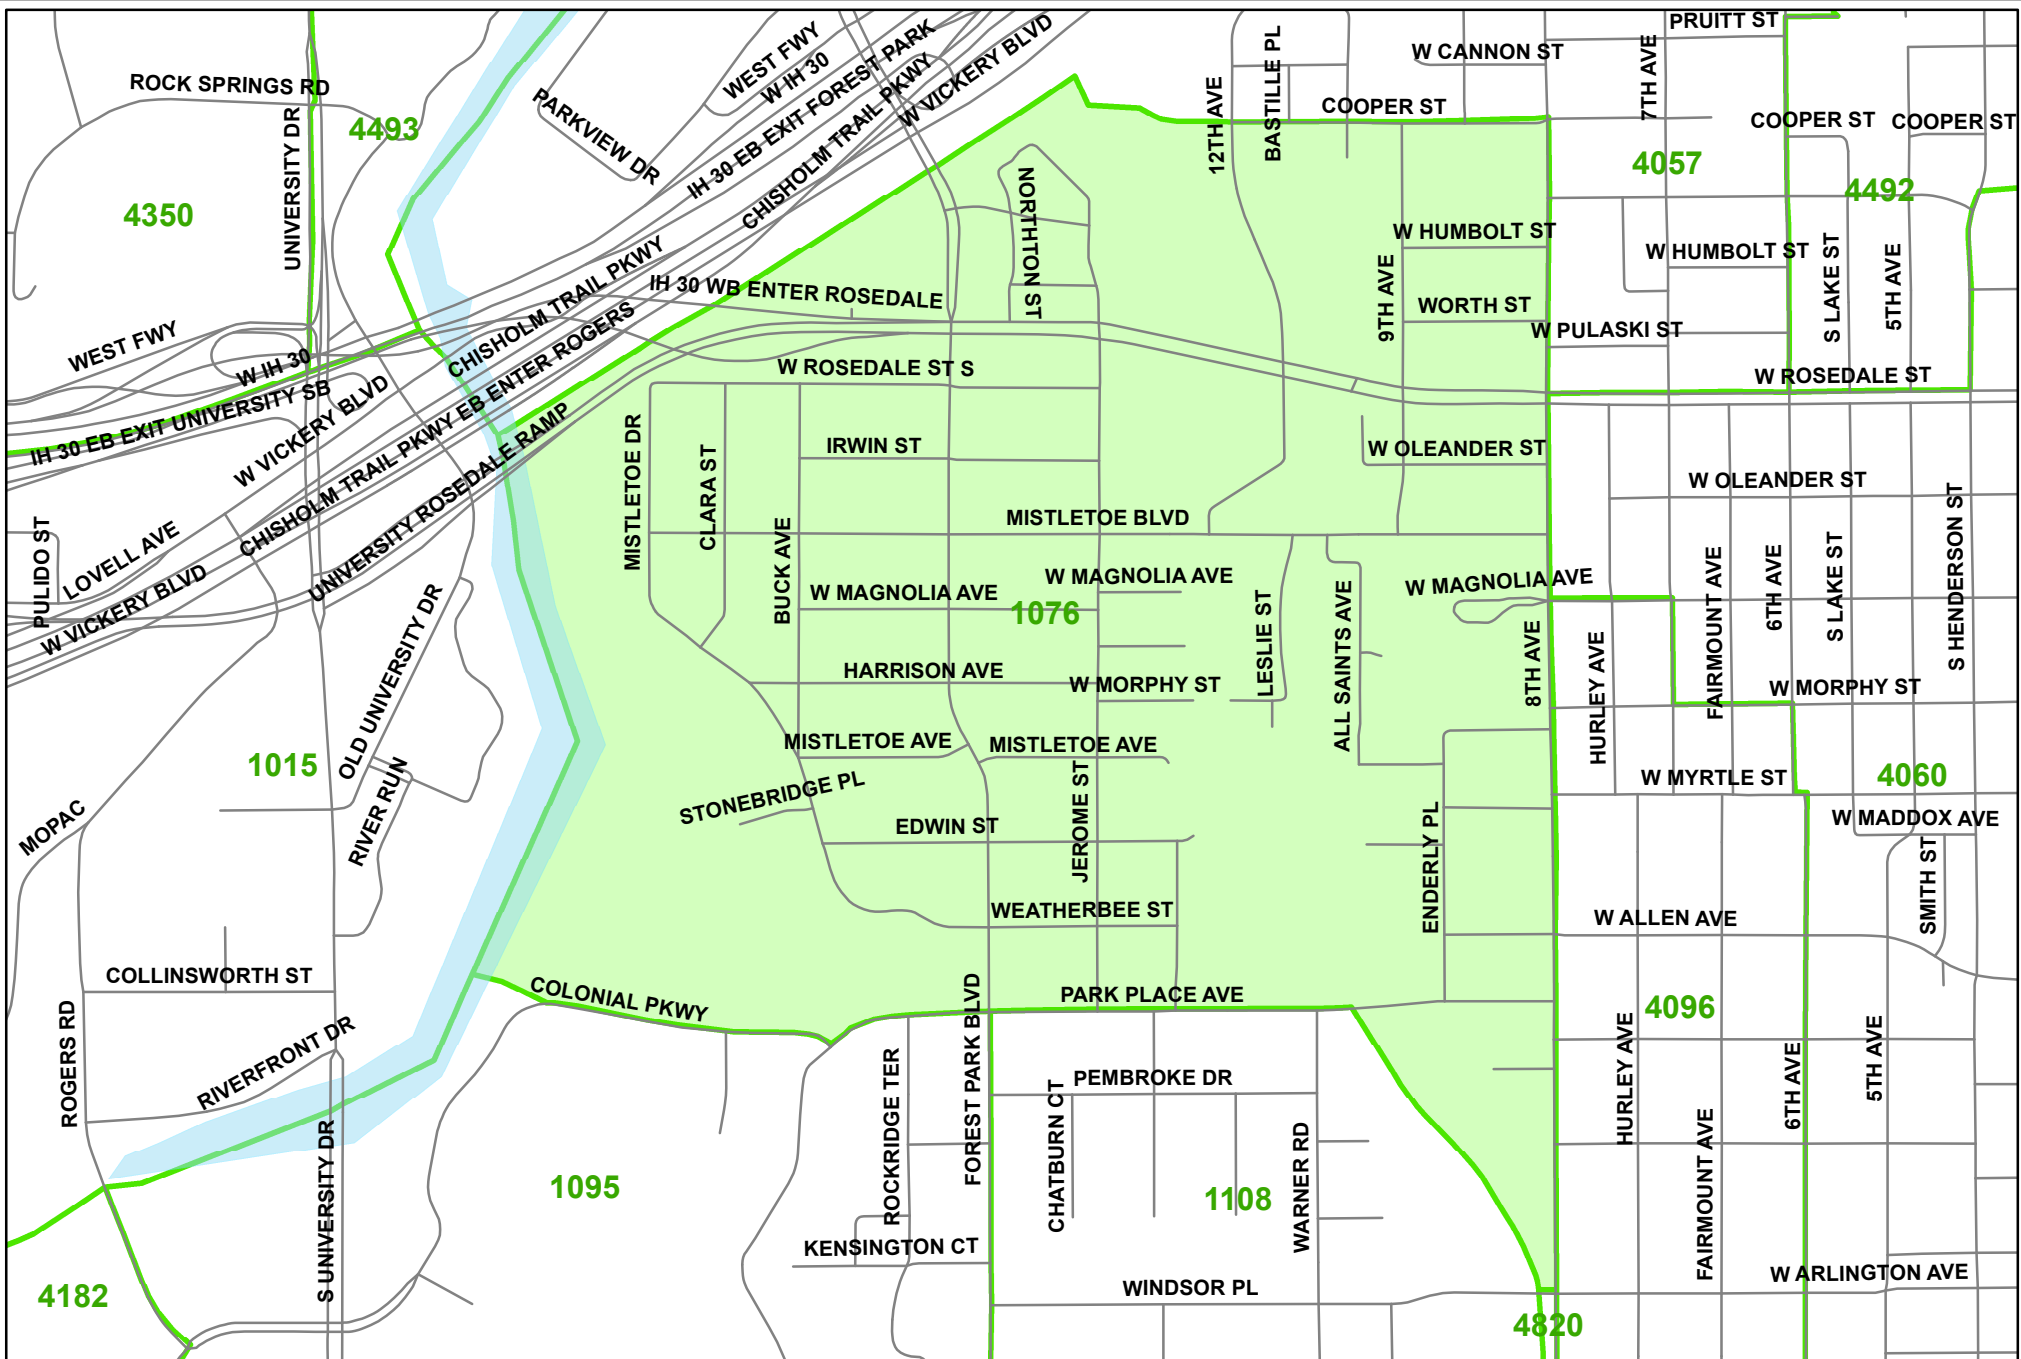 PRUITT ST
W CANNON ST
7TH AVE
WEST FWY
W IH 30
IH 30 EB EXIT FOREST PARK
CHISHOLM TRAIL PKWY
W VICKERY BLVD
BASTILLE PL
12TH AVE
COOPER ST
COOPER ST
COOPER ST
ROCK SPRINGS RD
UNIVERSITY DR
4493
PARKVIEW DR
4057
4492
4350
NORTHTON ST
W HUMBOLT ST
W HUMBOLT ST
S LAKE ST
5TH AVE
9TH AVE
CHISHOLM TRAIL PKWY
IH 30 WB ENTER ROSEDALE
WORTH ST
W PULASKI ST
WEST FWY
W IH 30
IH 30 EB EXIT UNIVERSITY SB
W VICKERY BLVD
CHISHOLM TRAIL PKWY EB ENTER ROGERS
W ROSEDALE ST S
W ROSEDALE ST
UNIVERSITY ROSEDALE RAMP
MISTLETOE DR
CLARA ST
IRWIN ST
W OLEANDER ST
W OLEANDER ST
MISTLETOE BLVD
PULIDO ST
LOVELL AVE
W VICKERY BLVD
BUCK AVE
W MAGNOLIA AVE
W MAGNOLIA AVE
W MAGNOLIA AVE
1076
LESLIE ST
ALL SAINTS AVE
8TH AVE
HURLEY AVE
FAIRMOUNT AVE
6TH AVE
S LAKE ST
S HENDERSON ST
OLD UNIVERSITY DR
HARRISON AVE
W MORPHY ST
W MORPHY ST
1015
MISTLETOE AVE
MISTLETOE AVE
RIVER RUN
STONEBRIDGE PL
W MYRTLE ST
4060
MOPAC
EDWIN ST
JEROME ST
ENDERLY PL
W MADDOX AVE
SMITH ST
WEATHERBEE ST
W ALLEN AVE
COLLINSWORTH ST
COLONIAL PKWY
FOREST PARK BLVD
PARK PLACE AVE
4096
ROGERS RD
RIVERFRONT DR
ROCKRIDGE TER
PEMBROKE DR
CHATBURN CT
HURLEY AVE
6TH AVE
5TH AVE
S UNIVERSITY DR
1095
1108
WARNER RD
FAIRMOUNT AVE
KENSINGTON CT
WINDSOR PL
W ARLINGTON AVE
4182
4820